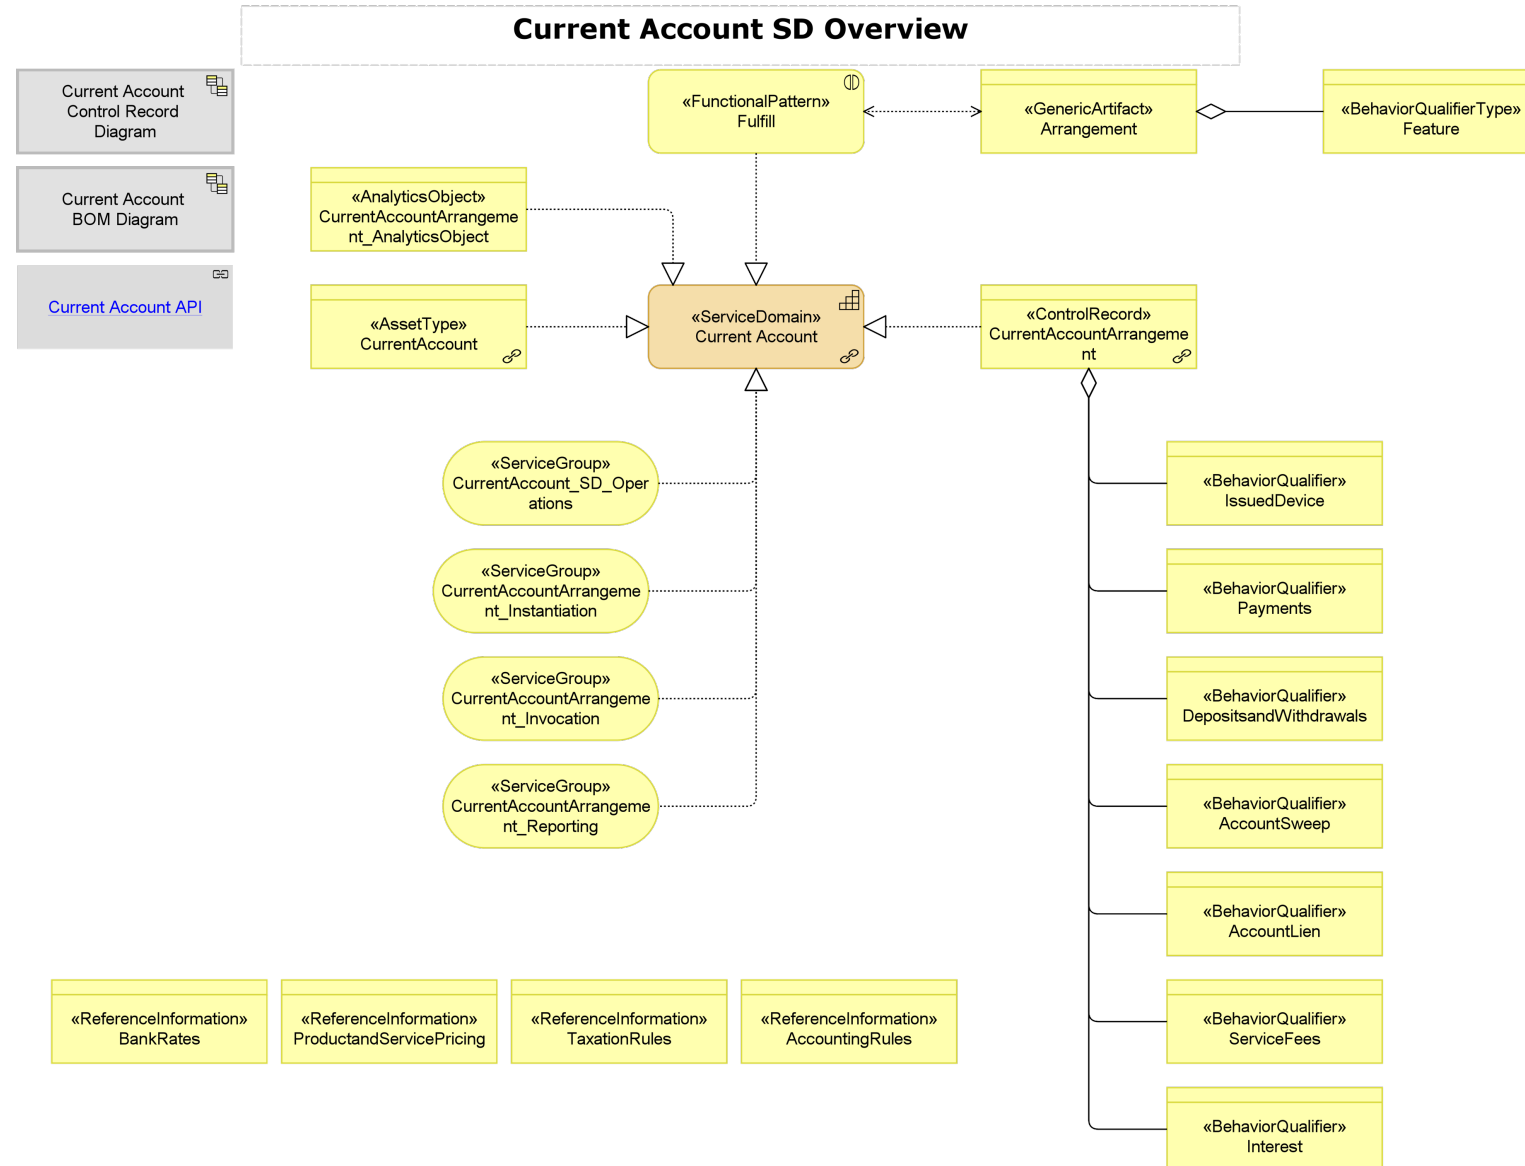 Current Account SD Overview
Current Account
Control Record
Diagram
«FunctionalPattern»
Fulfill
«GenericArtifact»
Arrangement
«BehaviorQualifierType»
Feature
Current Account
BOM Diagram
«AnalyticsObject»
CurrentAccountArrangeme
nt_AnalyticsObject
Current Account API
«AssetType»
CurrentAccount
«ServiceDomain»
Current Account
«ControlRecord»
CurrentAccountArrangeme
nt
«ServiceGroup»
CurrentAccount_SD_Oper
ations
«BehaviorQualifier»
IssuedDevice
«ServiceGroup»
CurrentAccountArrangeme
nt_Instantiation
«BehaviorQualifier»
Payments
«ServiceGroup»
CurrentAccountArrangeme
nt_Invocation
«BehaviorQualifier»
DepositsandWithdrawals
«ServiceGroup»
CurrentAccountArrangeme
nt_Reporting
«BehaviorQualifier»
AccountSweep
«BehaviorQualifier»
AccountLien
«ReferenceInformation»
BankRates
«ReferenceInformation»
ProductandServicePricing
«ReferenceInformation»
TaxationRules
«ReferenceInformation»
AccountingRules
«BehaviorQualifier»
ServiceFees
«BehaviorQualifier»
Interest